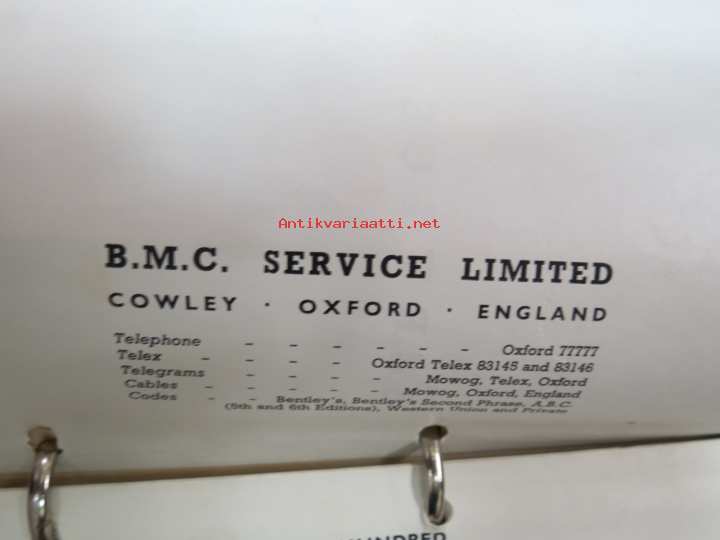 Antikvariaatti.net
B.M.C. SERVICE LIMITED
COWLEY · OXFORD · ENGLAND
Telephone – – – – – – Oxford 77777
Telex – – – – Oxford Telex 83145 and 83146
Telegrams – – – – Mowog, Telex, Oxford
Cables – – – – – Mowog, Oxford, England
Codes – – Bentley's, Bentley's Second Phrase, A.B.C.
(5th and 6th Editions), Western Union and Private